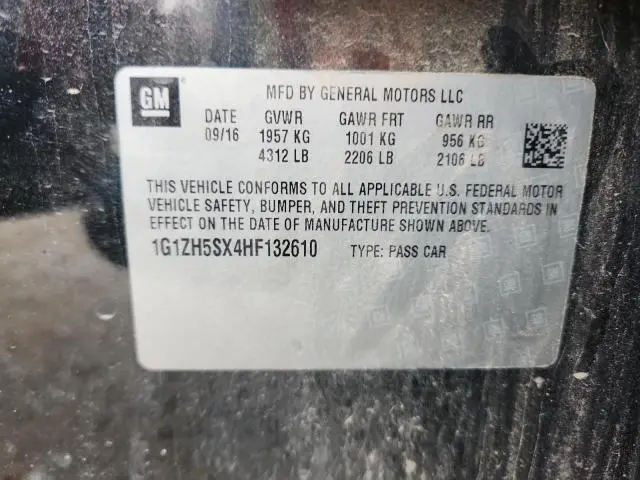 GM
MFD BY GENERAL MOTORS LLC
DATE GVWR GAWR FRT GAWR RR
09/16 1957 KG 1001 KG 956 KG
4312 LB 2206 LB 2106 LB
THIS VEHICLE CONFORMS TO ALL APPLICABLE U.S. FEDERAL MOTOR
VEHICLE SAFETY, BUMPER, AND THEFT PREVENTION STANDARDS IN
EFFECT ON THE DATE OF MANUFACTURE SHOWN ABOVE.
1G1ZH5SX4HF132610 TYPE: PASS CAR